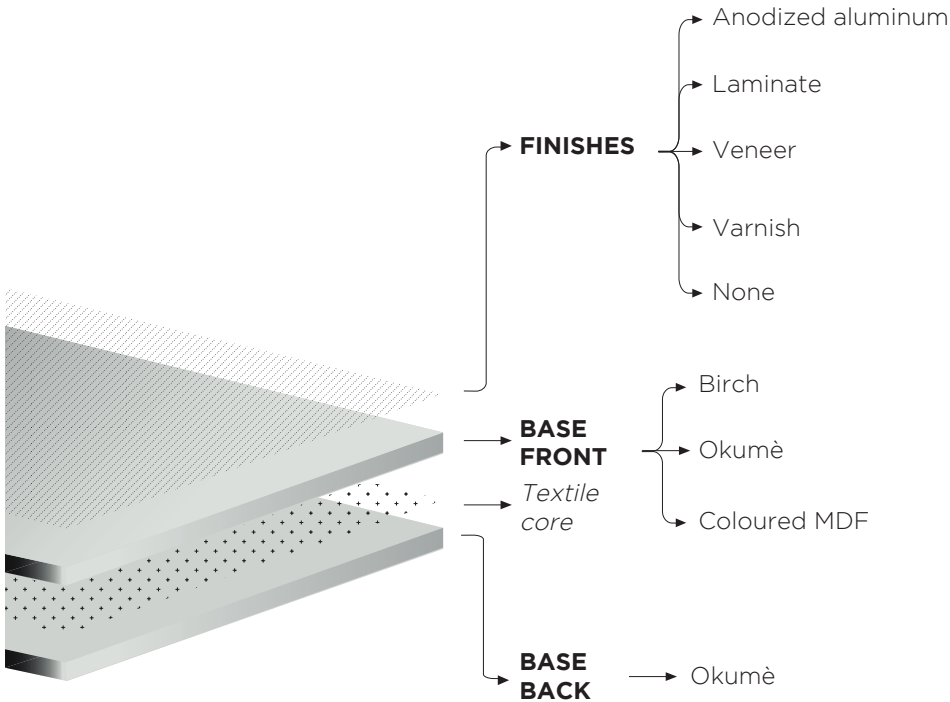 Anodized aluminum
Laminate
FINISHES
Veneer
Varnish
None
Birch
BASE
FRONT
Okumè
Textile
core
Coloured MDF
BASE
BACK
Okumè